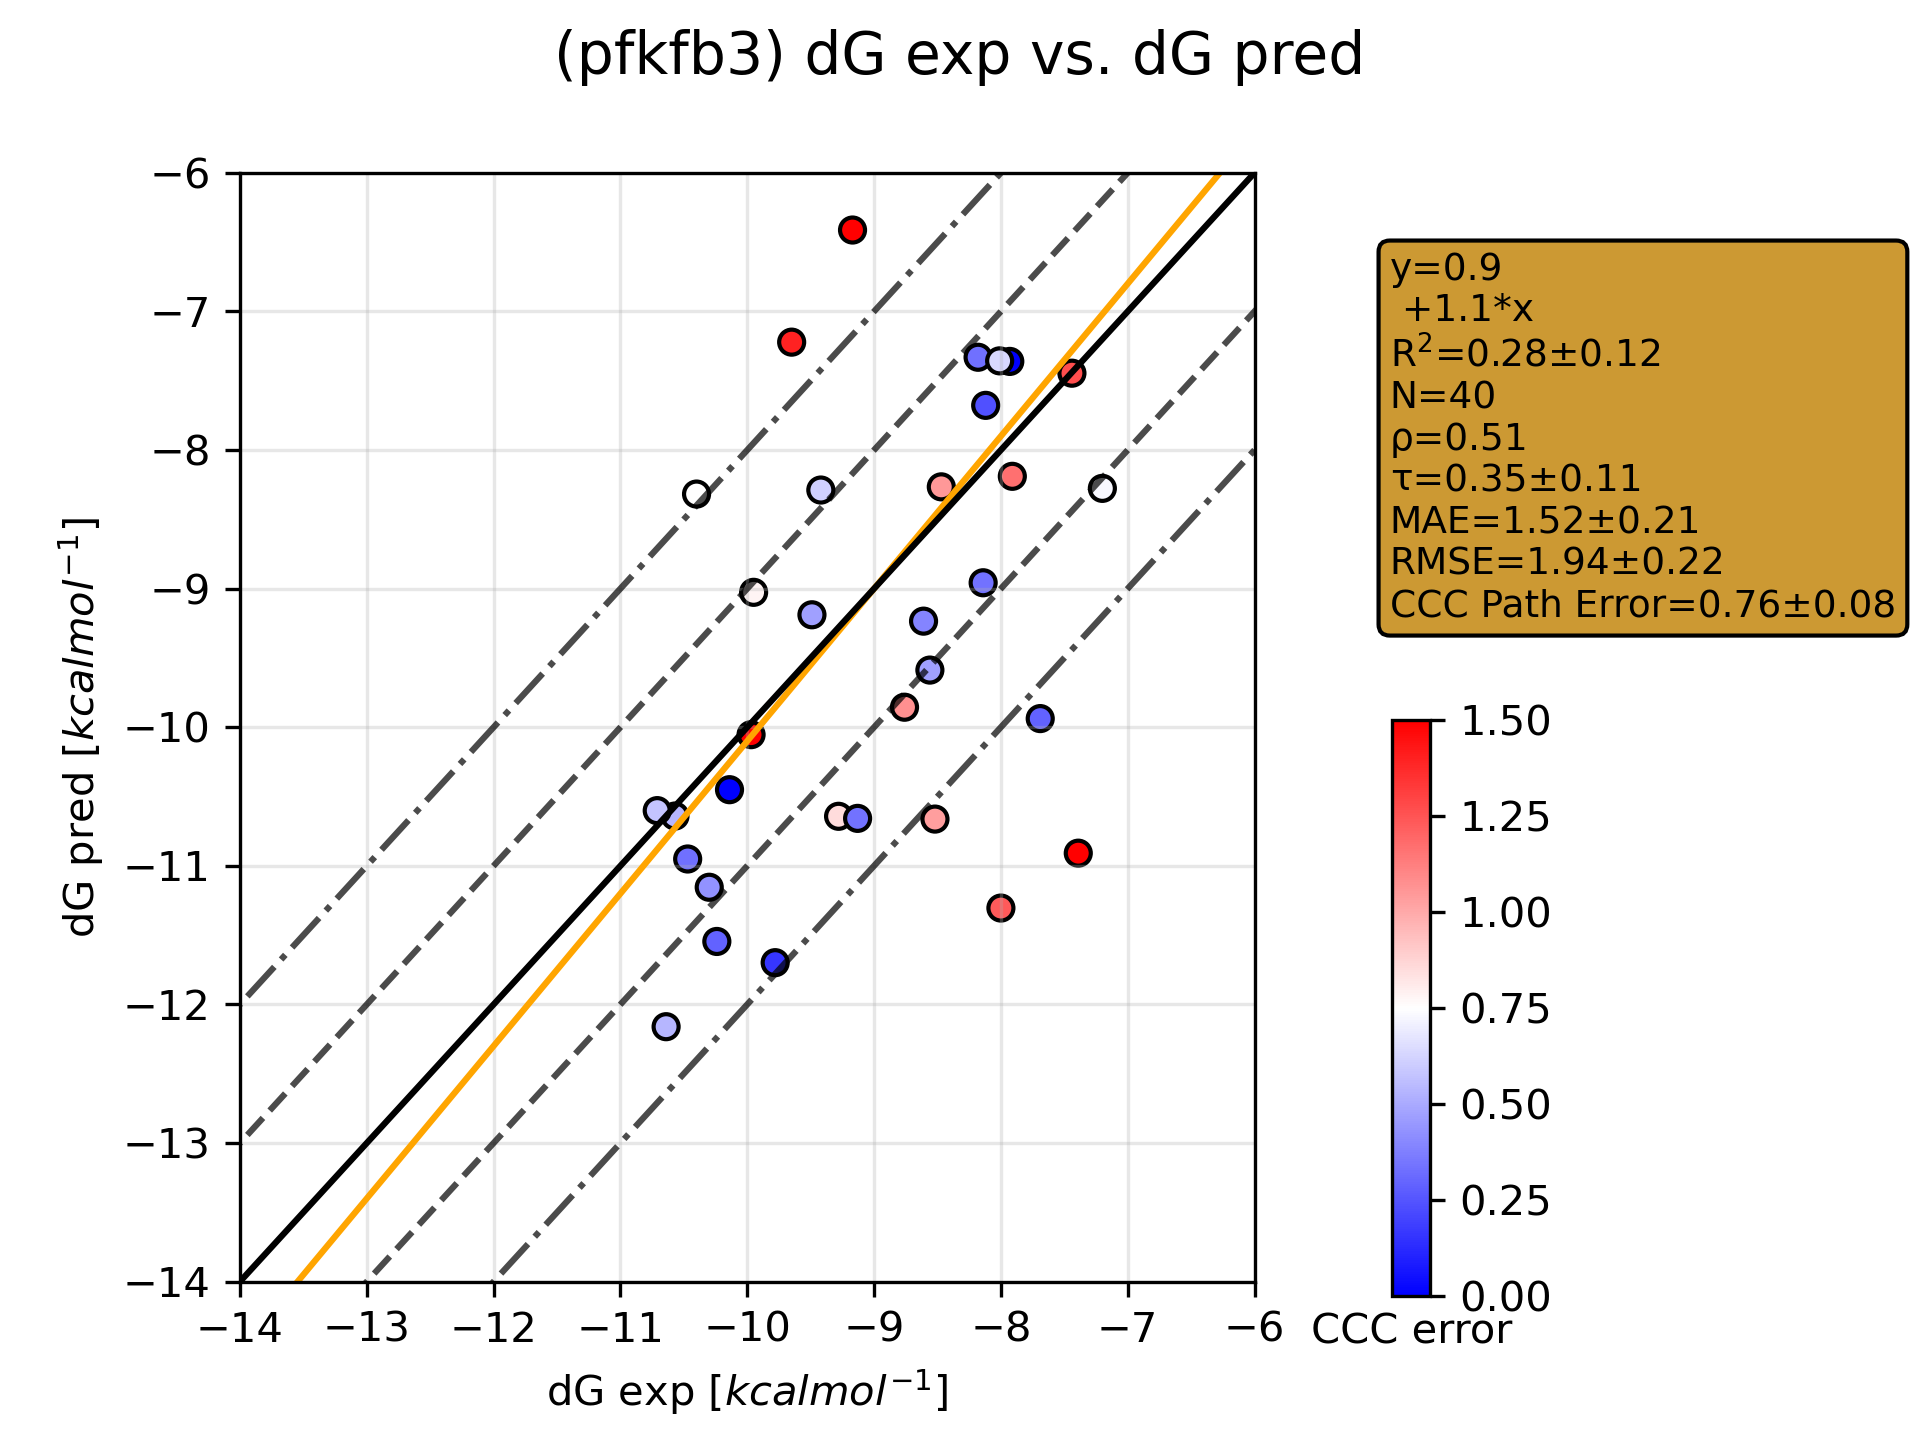 (pfkfb3) dG exp vs. dG pred
−6
−7
−8
−9
−10
−11
−12
−13
−14
dG pred [kcalmol⁻¹]
−14 −13 −12 −11 −10 −9 −8 −7 −6
dG exp [kcalmol⁻¹]
y=0.9
+1.1*x
R²=0.28±0.12
N=40
ρ=0.51
τ=0.35±0.11
MAE=1.52±0.21
RMSE=1.94±0.22
CCC Path Error=0.76±0.08
1.50
1.25
1.00
0.75
0.50
0.25
0.00
CCC error